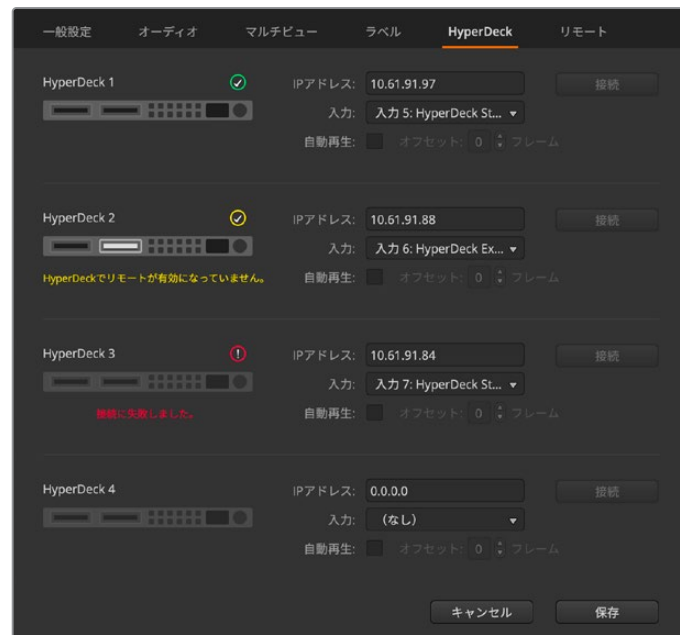 一般設定 オーディオ マルチビュー ラベル HyperDeck リモート
HyperDeck 1 IPアドレス: 10.61.91.97 接続
入力: 入力 5: HyperDeck St...
自動再生: オフセット: 0 フレーム
HyperDeck 2 IPアドレス: 10.61.91.88 接続
入力: 入力 6: HyperDeck Ex...
HyperDeckでリモートが有効になっていません。 自動再生: オフセット: 0 フレーム
HyperDeck 3 IPアドレス: 10.61.91.84 接続
入力: 入力 7: HyperDeck St...
接続に失敗しました。 自動再生: オフセット: 0 フレーム
HyperDeck 4 IPアドレス: 0.0.0.0 接続
入力: (なし)
自動再生: オフセット: 0 フレーム
キャンセル 保存